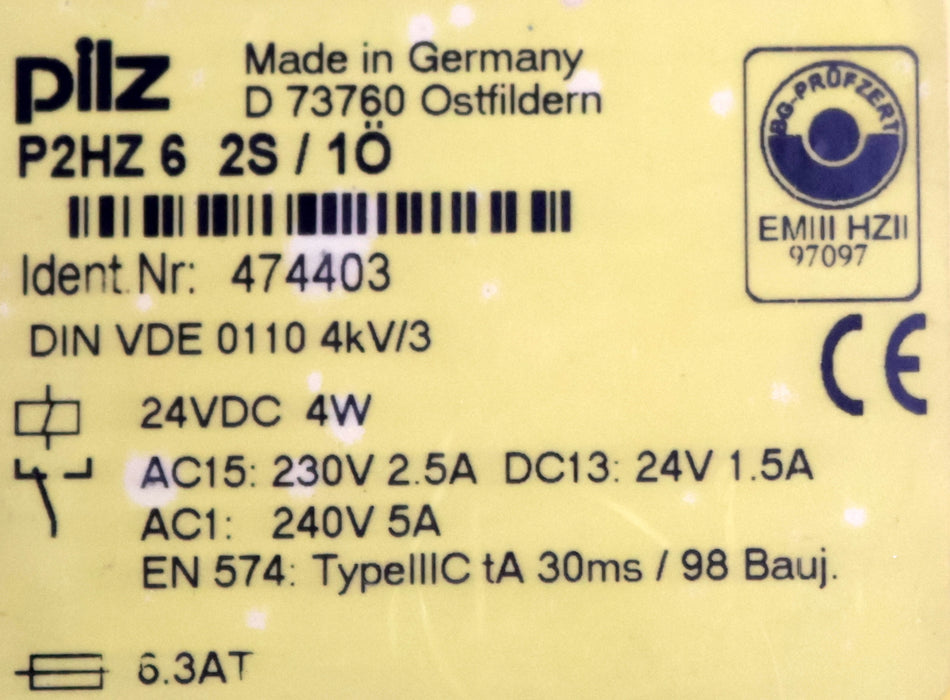 pilz
Made in Germany
D 73760 Ostfildern
P2HZ 6 2S / 1Ö
BG-PRÜFZERT
EMIII HZII
97097
Ident.Nr: 474403
DIN VDE 0110 4kV/3
CE
24VDC 4W
AC15: 230V 2.5A DC13: 24V 1.5A
AC1: 240V 5A
EN 574: TypeIIIC tA 30ms / 98 Bauj.
6.3AT